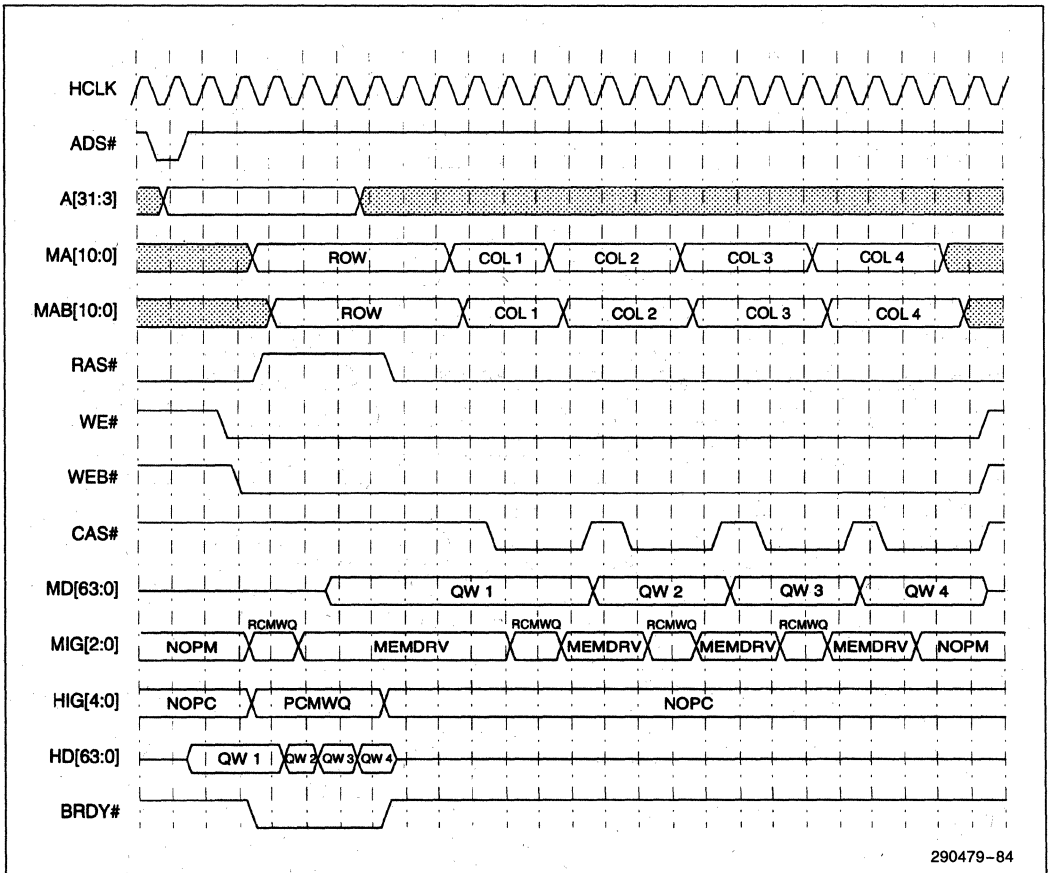 HCLK
ADS#
A[31:3]
MA[10:0] ROW COL 1 COL 2 COL 3 COL 4
MAB[10:0] ROW COL 1 COL 2 COL 3 COL 4
RAS#
WE#
WEB#
CAS#
MD[63:0] QW 1 QW 2 QW 3 QW 4
RCMWQ RCMWQ RCMWQ RCMWQ
MIG[2:0] NOPM MEMDRV MEMDRV MEMDRV MEMDRV NOPM
HIG[4:0] NOPC PCMWQ NOPC
HD[63:0] QW 1 QW 2 QW 3 QW 4
BRDY#
290479-84